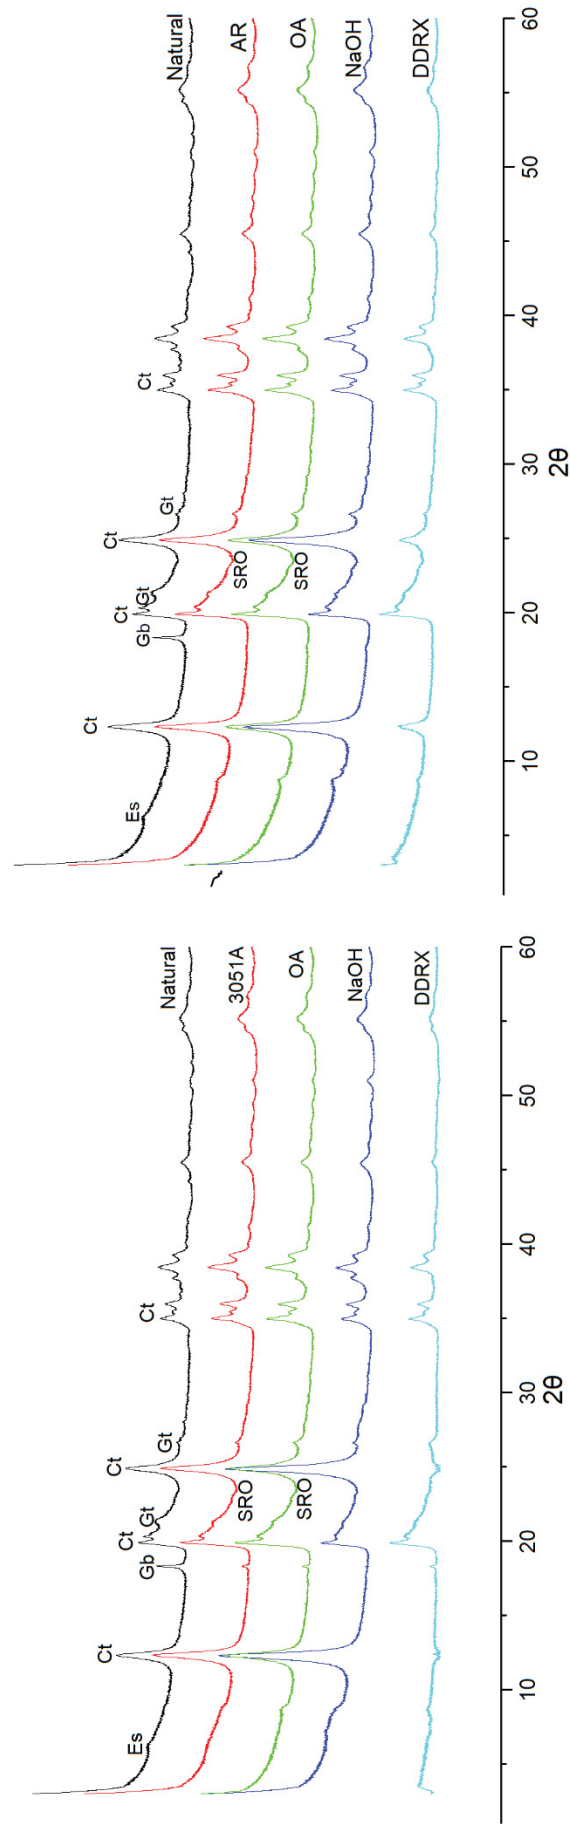 Es
Ct
Gb
Ct
Gt
Ct
Gt
Ct
Natural
3051A
SRO
OA
SRO
NaOH
DDRX
10
20
30
40
50
60
2θ
Es
Ct
Gb
Ct
Gt
Ct
Gt
Ct
Natural
AR
SRO
OA
SRO
NaOH
DDRX
10
20
30
40
50
60
2θ